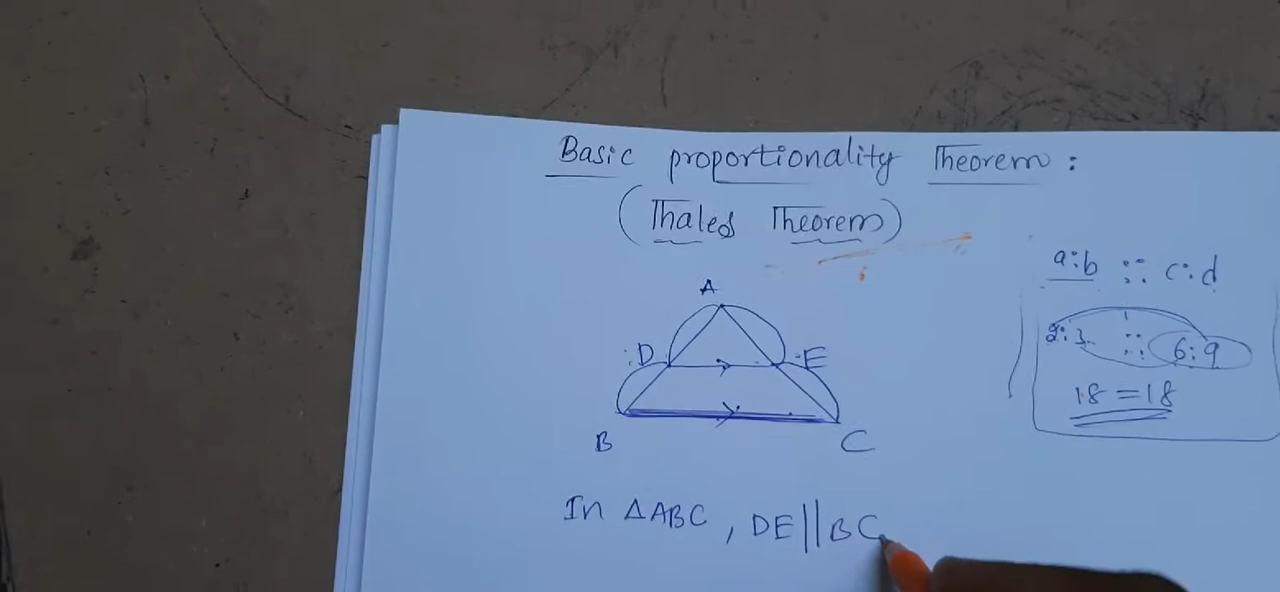 Basic proportionality Theorem :
(Thales Theorem)
a:b :: c:d
A
2:3 :: 6:9
D E
18 = 18
B C
In ΔABC, DE||BC